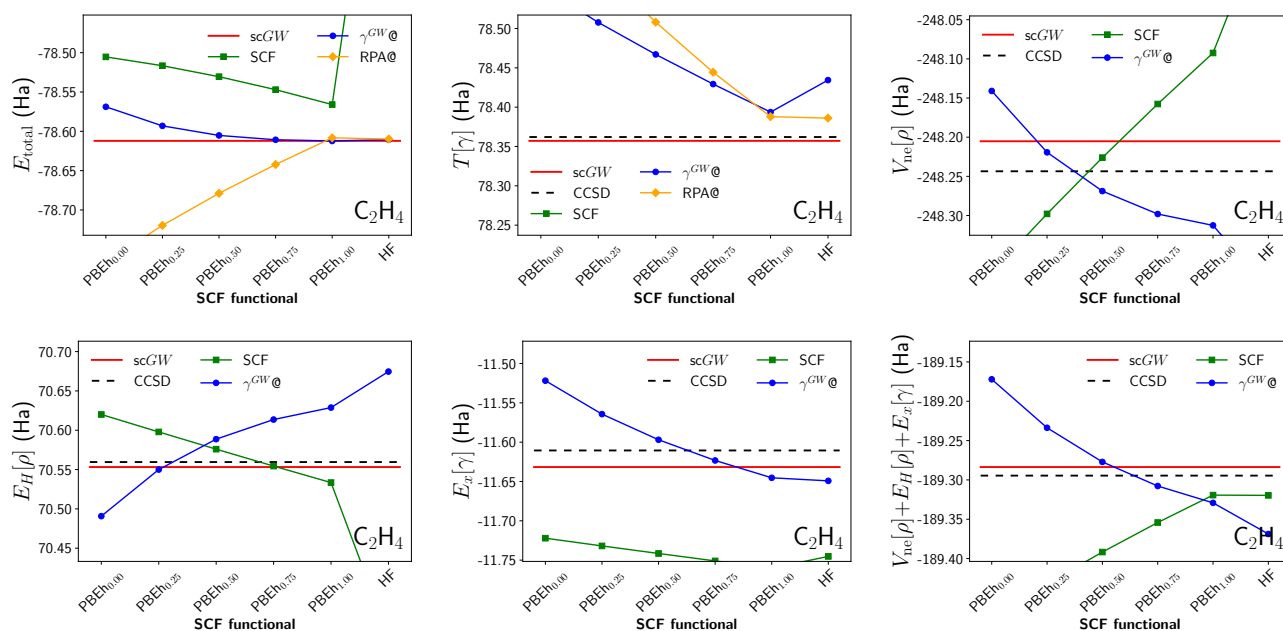 scGW
SCF
γ^GW@
RPA@
E_total (Ha)
-78.50
-78.55
-78.60
-78.65
-78.70
C₂H₄
PBEh₀.₀₀
PBEh₀.₂₅
PBEh₀.₅₀
PBEh₀.₇₅
PBEh₁.₀₀
HF
SCF functional
T[γ] (Ha)
78.50
78.45
78.40
78.35
78.30
78.25
scGW
CCSD
SCF
γ^GW@
RPA@
C₂H₄
PBEh₀.₀₀
PBEh₀.₂₅
PBEh₀.₅₀
PBEh₀.₇₅
PBEh₁.₀₀
HF
SCF functional
V_ne[ρ] (Ha)
-248.05
-248.10
-248.15
-248.20
-248.25
-248.30
scGW
CCSD
SCF
γ^GW@
C₂H₄
PBEh₀.₀₀
PBEh₀.₂₅
PBEh₀.₅₀
PBEh₀.₇₅
PBEh₁.₀₀
HF
SCF functional
E_H[ρ] (Ha)
70.70
70.65
70.60
70.55
70.50
70.45
scGW
CCSD
SCF
γ^GW@
C₂H₄
PBEh₀.₀₀
PBEh₀.₂₅
PBEh₀.₅₀
PBEh₀.₇₅
PBEh₁.₀₀
HF
SCF functional
E_x[γ] (Ha)
-11.50
-11.55
-11.60
-11.65
-11.70
-11.75
scGW
CCSD
SCF
γ^GW@
C₂H₄
PBEh₀.₀₀
PBEh₀.₂₅
PBEh₀.₅₀
PBEh₀.₇₅
PBEh₁.₀₀
HF
SCF functional
V_ne[ρ]+E_H[ρ]+E_x[γ] (Ha)
-189.15
-189.20
-189.25
-189.30
-189.35
-189.40
scGW
CCSD
SCF
γ^GW@
C₂H₄
PBEh₀.₀₀
PBEh₀.₂₅
PBEh₀.₅₀
PBEh₀.₇₅
PBEh₁.₀₀
HF
SCF functional